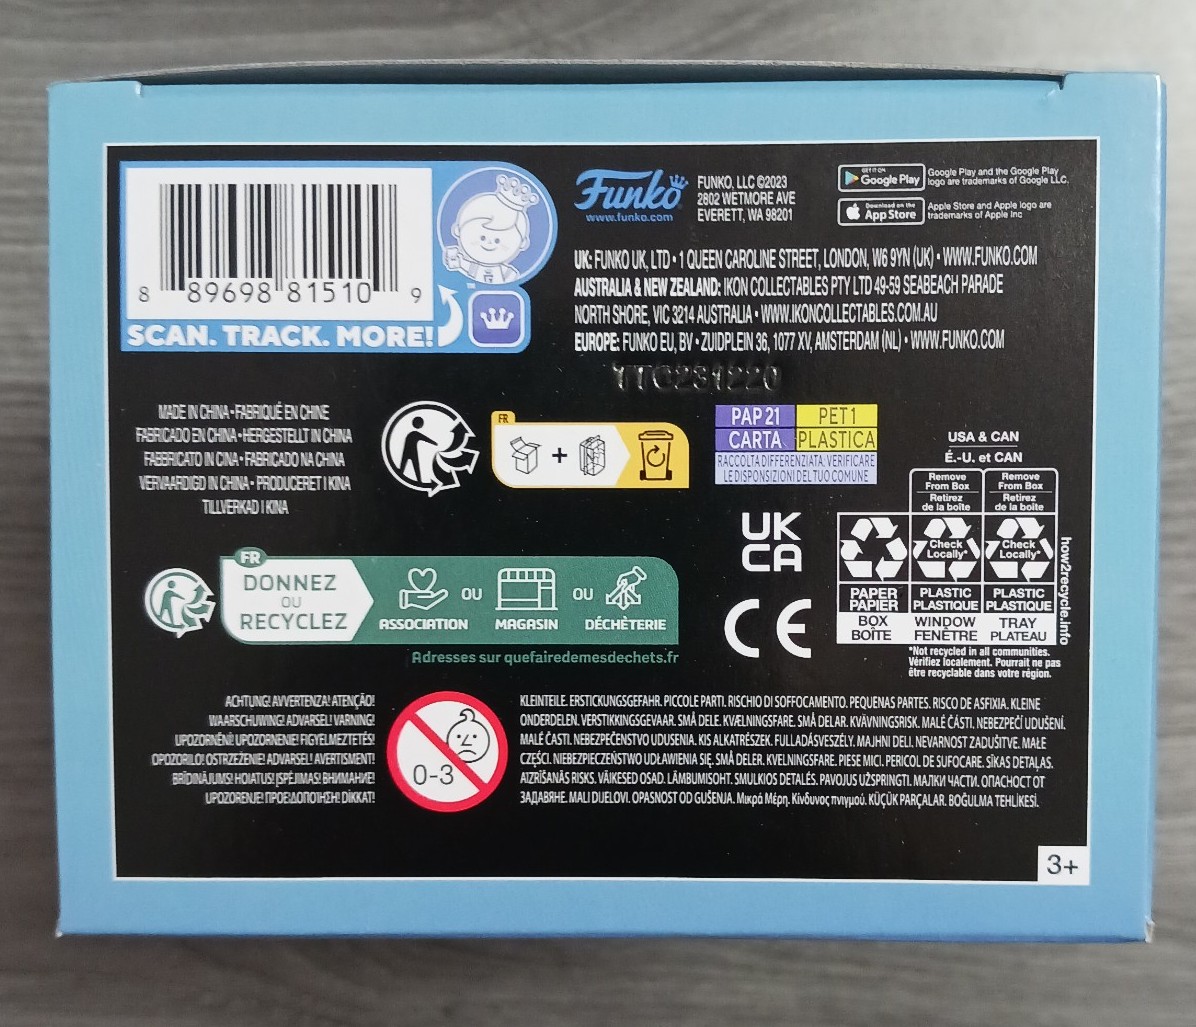 8 89698 81510 9
SCAN. TRACK. MORE!
Funko
www.funko.com
FUNKO, LLC ©2023
2802 WETMORE AVE
EVERETT, WA 98201
GET IT ON
Google Play
Google Play and the Google Play
logo are trademarks of Google LLC.
Download on the
App Store
Apple Store and Apple logo are
trademarks of Apple Inc
UK: FUNKO UK, LTD • 1 QUEEN CAROLINE STREET, LONDON, W6 9YN (UK) • WWW.FUNKO.COM
AUSTRALIA & NEW ZEALAND: IKON COLLECTABLES PTY LTD 49-59 SEABEACH PARADE
NORTH SHORE, VIC 3214 AUSTRALIA • WWW.IKONCOLLECTABLES.COM.AU
EUROPE: FUNKO EU, BV • ZUIDPLEIN 36, 1077 XV, AMSTERDAM (NL) • WWW.FUNKO.COM
MADE IN CHINA • FABRIQUÉ EN CHINE
FABRICADO EN CHINA • HERGESTELLT IN CHINA
FABBRICATO IN CINA • FABRICADO NA CHINA
VERVAARDIGD IN CHINA • PRODUCERET I KINA
TILLVERKAD I KINA
FR
+
PAP 21
PET1
CARTA
PLASTICA
RACCOLTA DIFFERENZIATA. VERIFICARE
LE DISPOSIZIONI DEL TUO COMUNE
USA & CAN
É.-U. et CAN
Remove
From Box
Retirez
de la boîte
Remove
From Box
Retirez
de la boîte
Check
Locally*
Check
Locally*
PAPER
PAPIER
PLASTIC
PLASTIQUE
PLASTIC
PLASTIQUE
BOX
BOÎTE
WINDOW
FENÊTRE
TRAY
PLATEAU
how2recycle.info
*Not recycled in all communities.
Vérifiez localement. Pourrait ne pas
être recyclable dans votre région.
UK
CA
CE
FR
DONNEZ
OU
RECYCLEZ
ASSOCIATION
OU
MAGASIN
OU
DÉCHÈTERIE
Adresses sur quefairedemesdechets.fr
ACHTUNG! AVVERTENZA! ATENÇÃO!
WAARSCHUWING! ADVARSEL! VARNING!
UPOZORNĚNÍ! UPOZORNENIE! FIGYELMEZTETÉS!
OPOZORILO! OSTRZEŻENIE! ADVARSEL! AVERTISMENT!
BRĪDINĀJUMS! HOIATUS! ĮSPĖJIMAS! ВНИМАНИЕ!
UPOZORENJE! ΠΡΟΕΙΔΟΠΟΙΗΣΗ! DİKKAT!
0-3
KLEINTEILE. ERSTICKUNGSGEFAHR. PICCOLE PARTI. RISCHIO DI SOFFOCAMENTO. PEQUENAS PARTES. RISCO DE ASFIXIA. KLEINE
ONDERDELEN. VERSTIKKINGSGEVAAR. SMÅ DELE. KVÆLNINGSFARE. SMÅ DELAR. KVÄVNINGSRISK. MALÉ ČÁSTI. NEBEZPEČÍ UDUŠENÍ.
MALÉ ČASTI. NEBEZPEČENSTVO UDUSENIA. KIS ALKATRÉSZEK. FULLADÁSVESZÉLY. MAJHNI DELI. NEVARNOST ZADUŠITVE. MAŁE
CZĘŚCI. NIEBEZPIECZEŃSTWO UDŁAWIENIA SIĘ. SMÅ DELER. KVELNINGSFARE. PIESE MICI. PERICOL DE SUFOCARE. SĪKAS DETAĻAS.
AIZRĪŠANĀS RISKS. VÄIKESED OSAD. LÄMBUMISOHT. SMULKIOS DETALĖS. PAVOJUS UŽSPRINGTI. МАЛКИ ЧАСТИ. ОПАСНОСТ ОТ
ЗАДАВЯНЕ. MALI DIJELOVI. OPASNOST OD GUŠENJA. Μικρά Μέρη. Κίνδυνος πνιγμού. KÜÇÜK PARÇALAR. BOĞULMA TEHLİKESİ.
3+